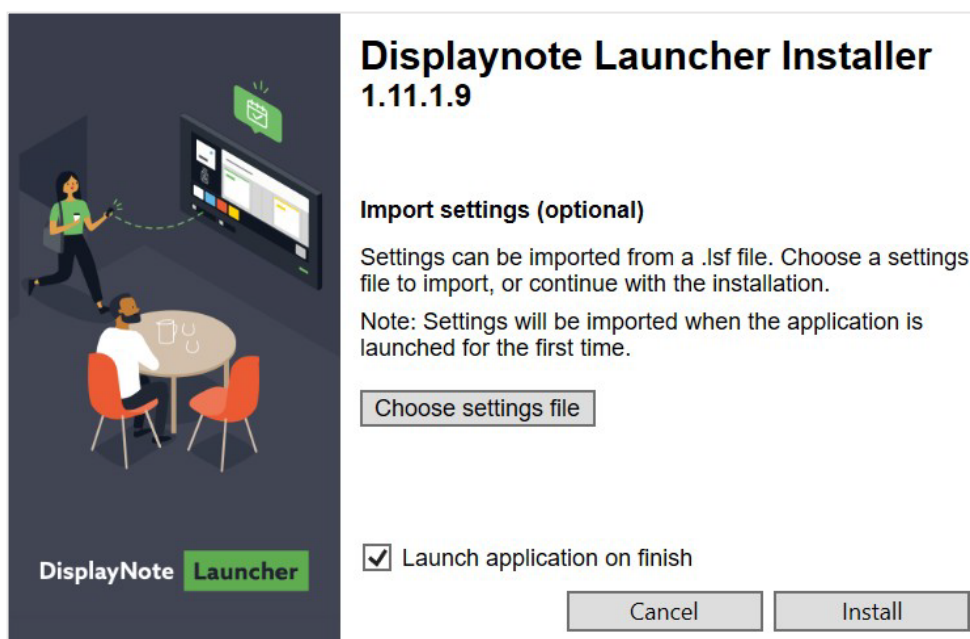 Displaynote Launcher Installer
1.11.1.9
Import settings (optional)
Settings can be imported from a .lsf file. Choose a settings
file to import, or continue with the installation.
Note: Settings will be imported when the application is
launched for the first time.
Choose settings file
Launch application on finish
DisplayNote Launcher
Cancel
Install